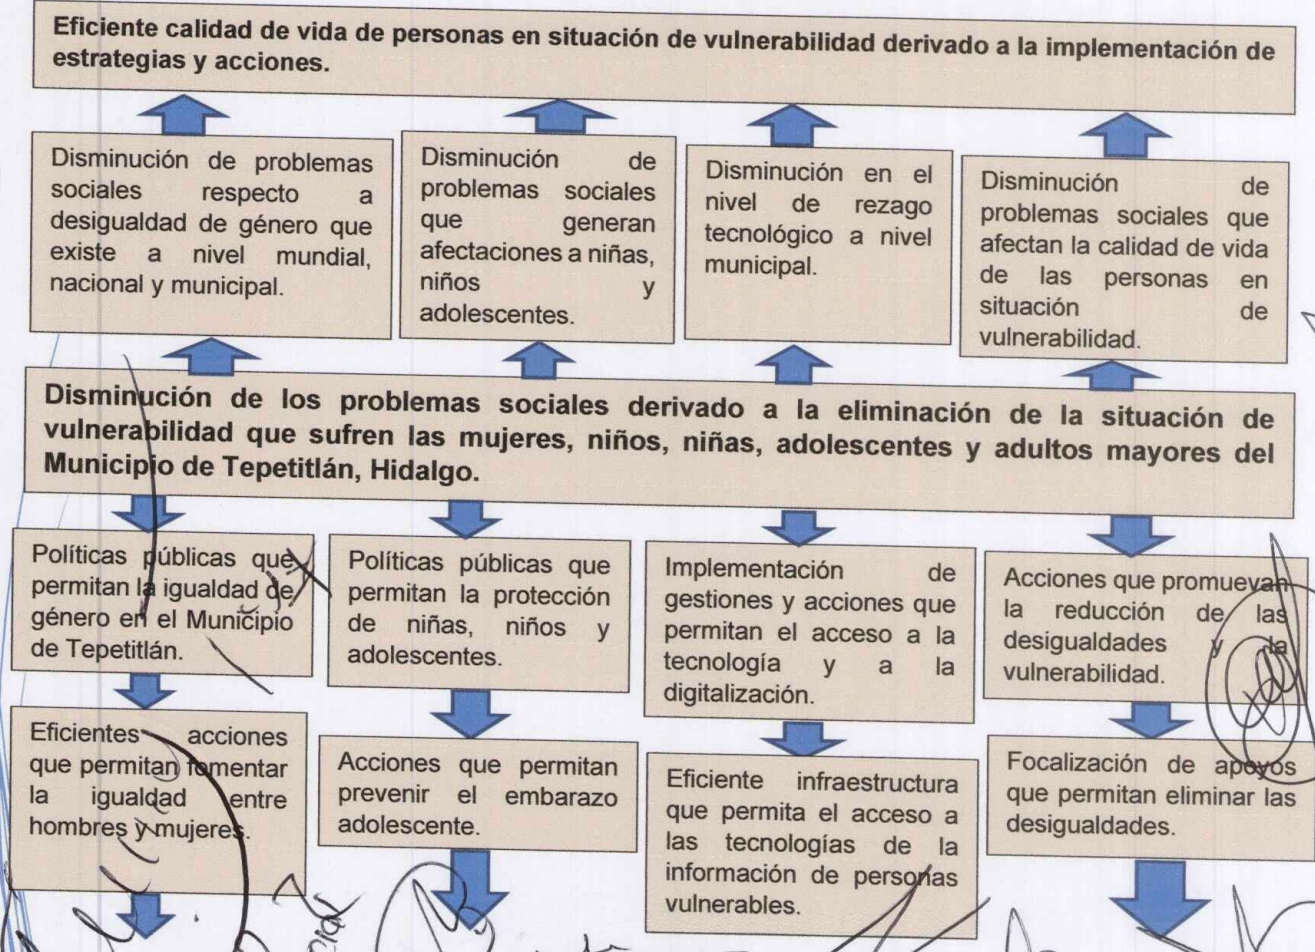 Eficiente calidad de vida de personas en situación de vulnerabilidad derivado a la implementación de
estrategias y acciones.
Disminución de problemas
sociales respecto a
desigualdad de género que
existe a nivel mundial,
nacional y municipal.
Disminución de
problemas sociales
que generan
afectaciones a niñas,
niños y
adolescentes.
Disminución en el
nivel de rezago
tecnológico a nivel
municipal.
Disminución de
problemas sociales que
afectan la calidad de vida
de las personas en
situación de
vulnerabilidad.
Disminución de los problemas sociales derivado a la eliminación de la situación de
vulnerabilidad que sufren las mujeres, niños, niñas, adolescentes y adultos mayores del
Municipio de Tepetitlán, Hidalgo.
Políticas públicas que
permitan la igualdad de
género en el Municipio
de Tepetitlán.
Políticas públicas que
permitan la protección
de niñas, niños y
adolescentes.
Implementación de
gestiones y acciones que
permitan el acceso a la
tecnología y a la
digitalización.
Acciones que promuevan
la reducción de las
desigualdades y la
vulnerabilidad.
Eficientes acciones
que permitan fomentar
la igualdad entre
hombres y mujeres.
Acciones que permitan
prevenir el embarazo
adolescente.
Eficiente infraestructura
que permita el acceso a
las tecnologías de la
información de personas
vulnerables.
Focalización de apoyos
que permitan eliminar las
desigualdades.